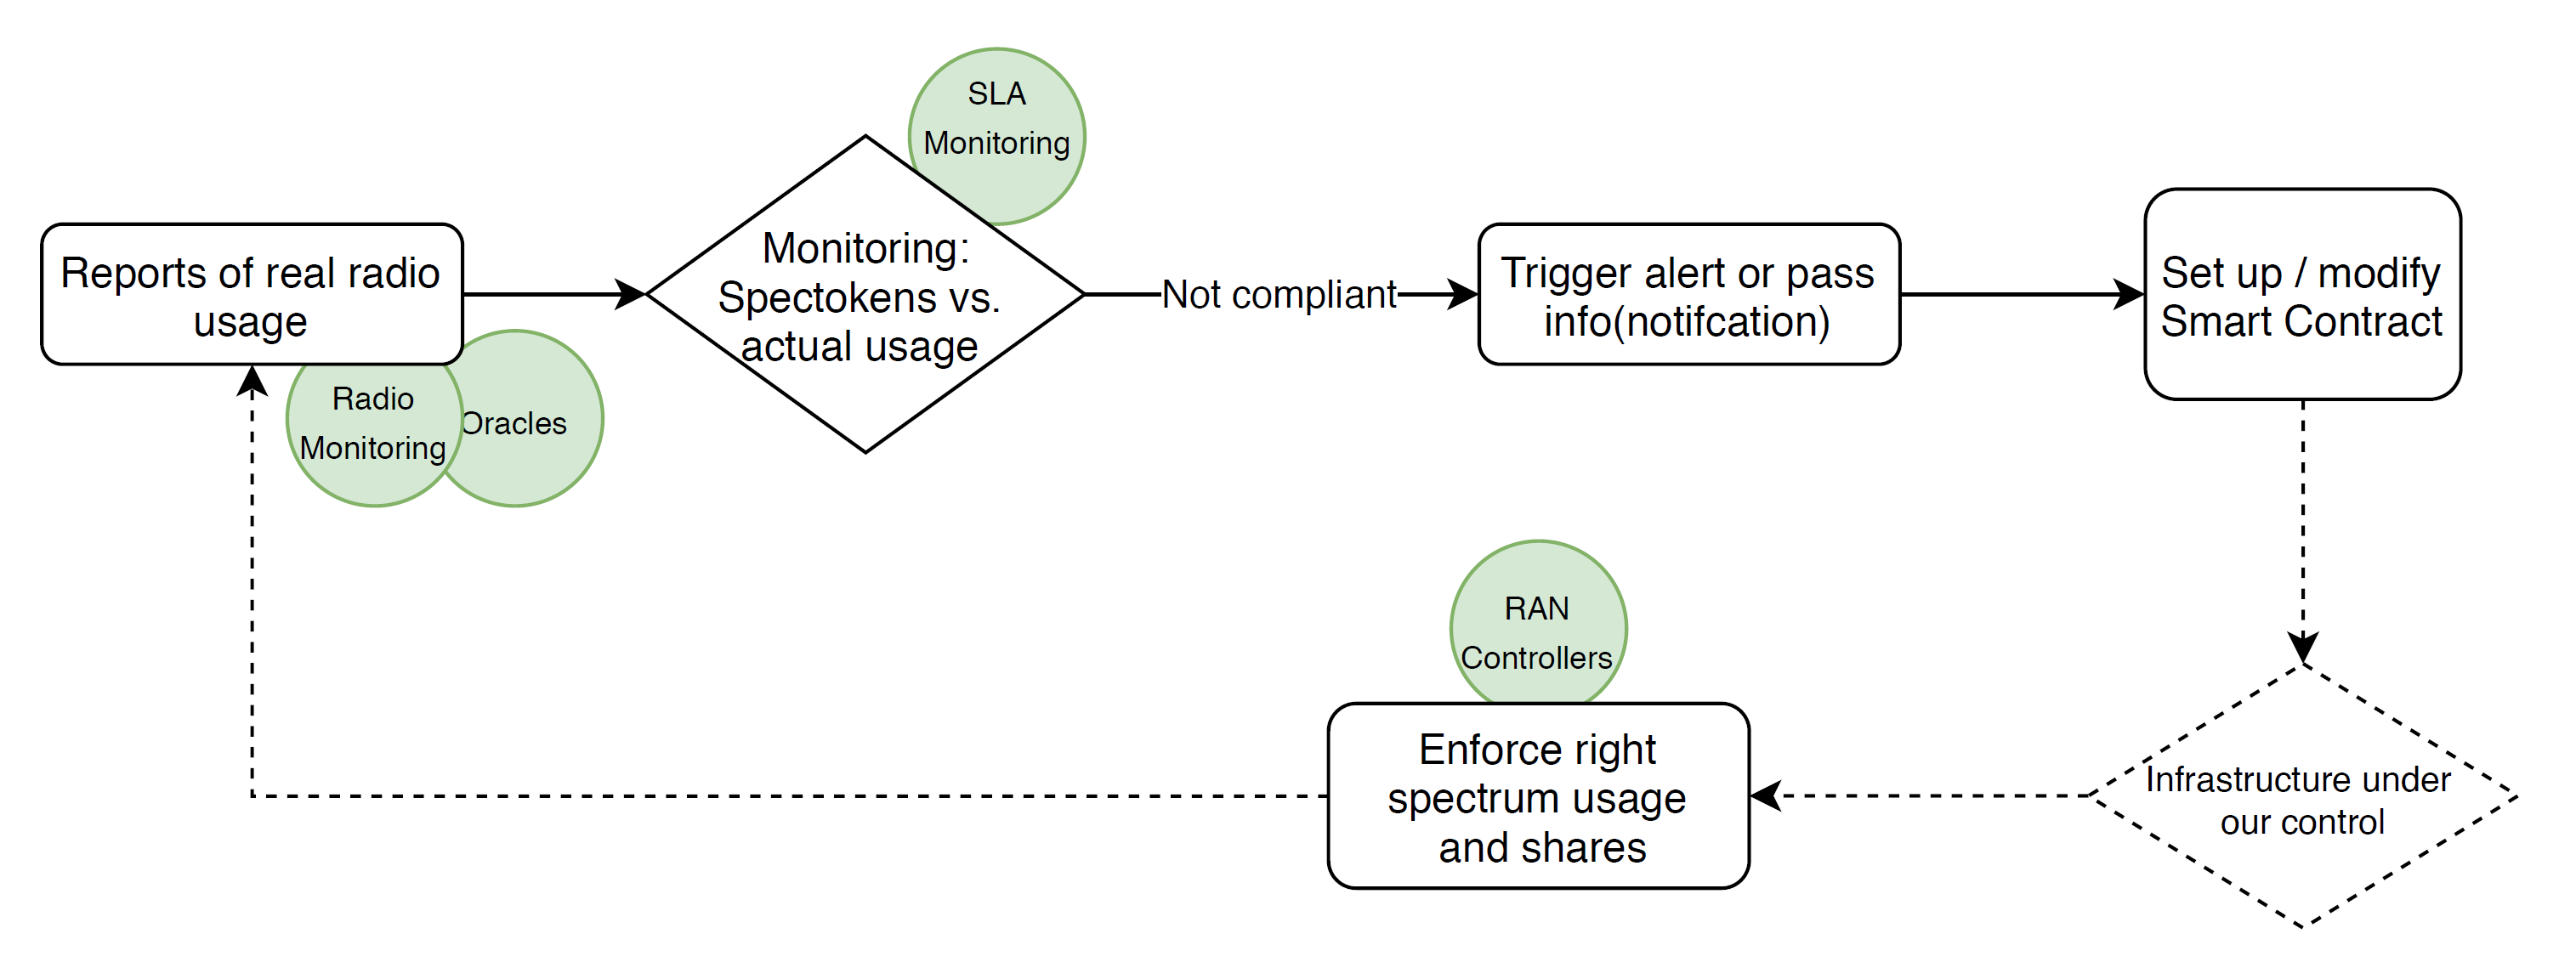 SLA
Monitoring
Reports of real radio
usage
Monitoring:
Spectokens vs.
actual usage
Not compliant
Trigger alert or pass
info(notifcation)
Set up / modify
Smart Contract
Radio
Monitoring
Oracles
RAN
Controllers
Enforce right
spectrum usage
and shares
Infrastructure under
our control